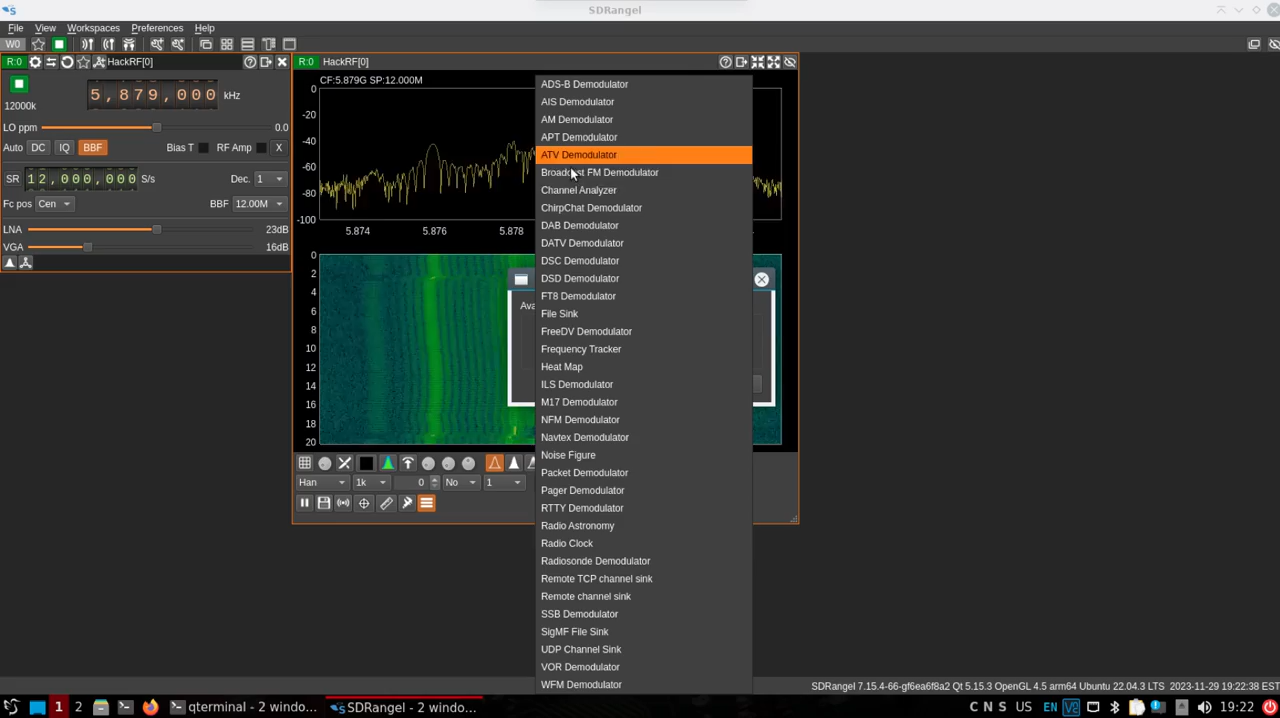 SDRangel
File View Workspaces Preferences Help
W0
R:0 HackRF[0]
12000k
5,879,000 kHz
LO ppm 0.0
Auto DC IQ BBF Bias T RF Amp X
SR 12,000,000 S/s Dec. 1
Fc pos Cen BBF 12.00M
LNA 23dB
VGA 16dB
R:0 HackRF[0]
CF:5.879G SP:12.000M
0
-20
-40
-60
-80
-100
5.874 5.876 5.878
0
2
4
6
8
10
12
14
16
18
20
Han 1k 0 No 1
ADS-B Demodulator
AIS Demodulator
AM Demodulator
APT Demodulator
ATV Demodulator
Broadcast FM Demodulator
Channel Analyzer
ChirpChat Demodulator
DAB Demodulator
DATV Demodulator
DSC Demodulator
DSD Demodulator
FT8 Demodulator
File Sink
FreeDV Demodulator
Frequency Tracker
Heat Map
ILS Demodulator
M17 Demodulator
NFM Demodulator
Navtex Demodulator
Noise Figure
Packet Demodulator
Pager Demodulator
RTTY Demodulator
Radio Astronomy
Radio Clock
Radiosonde Demodulator
Remote TCP channel sink
Remote channel sink
SSB Demodulator
SigMF File Sink
UDP Channel Sink
VOR Demodulator
WFM Demodulator
SDRangel 7.15.4-66-gf6ea6f8a2 Qt 5.15.3 OpenGL 4.5 arm64 Ubuntu 22.04.3 LTS 2023-11-29 19:22:38 EST
1 2 qterminal - 2 windo... SDRangel - 2 windo... C N S US EN V2 19:22